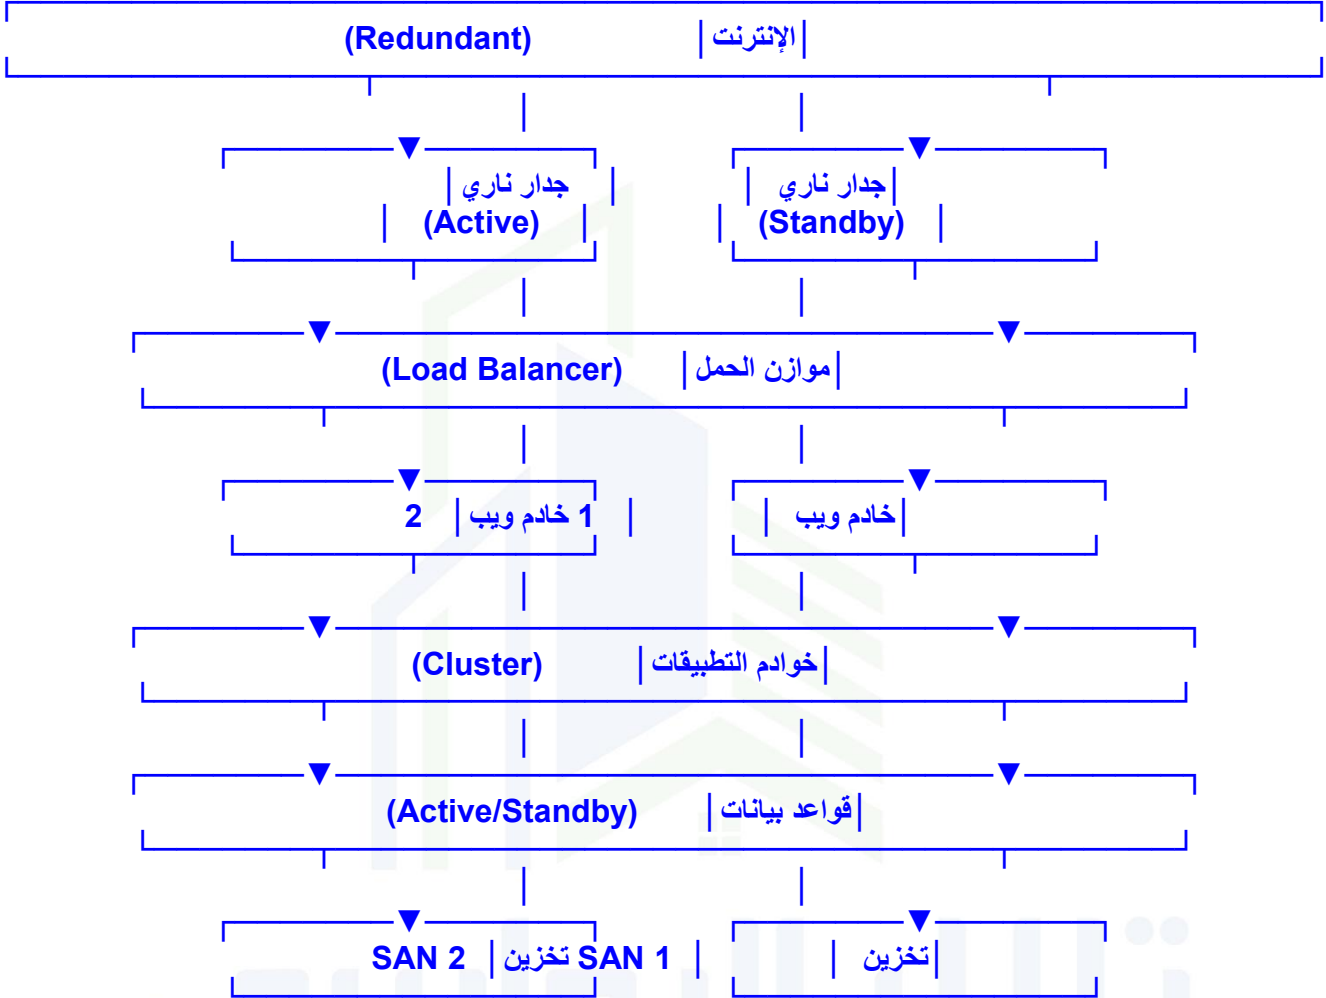 الإنترنت (Redundant)
جدار ناري جدار ناري
(Active) (Standby)
موازن الحمل (Load Balancer)
خادم ويب 1 خادم ويب 2
خوادم التطبيقات (Cluster)
قواعد بيانات (Active/Standby)
تخزين SAN 1 تخزين SAN 2